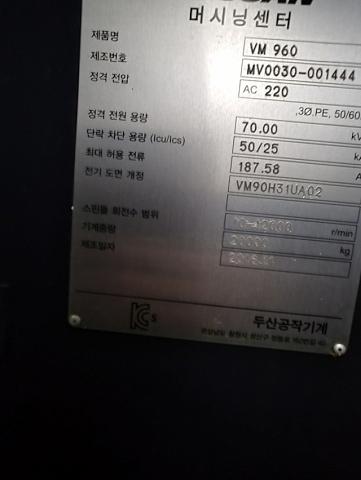 머시닝센터
제품명 VM 960
제조번호 MV0030-001444
정격 전압 AC 220
,3Ø,PE, 50/60
정격 전원 용량 70.00 kV
단락 차단 용량 (Icu/Ics) 50/25 k
최대 허용 전류 187.58 A
전기 도면 개정 VM90H31UA02
스핀들 회전수 범위 r/min
기계중량 20000 kg
제조일자
KC s
두산공작기계